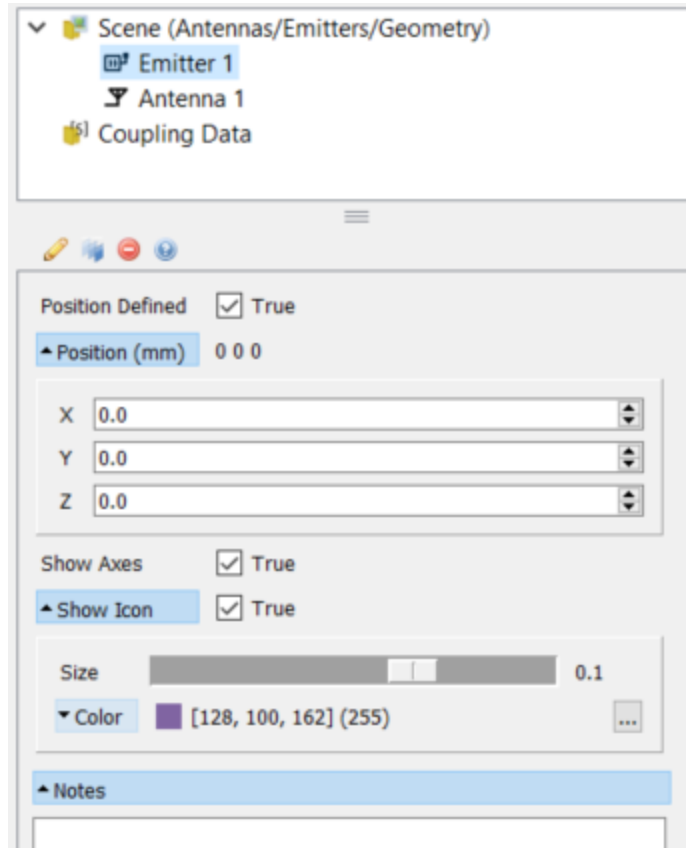 Scene (Antennas/Emitters/Geometry)
Emitter 1
Antenna 1
Coupling Data
Position Defined True
Position (mm) 0 0 0
X 0.0
Y 0.0
Z 0.0
Show Axes True
Show Icon True
Size 0.1
Color [128, 100, 162] (255)
...
Notes